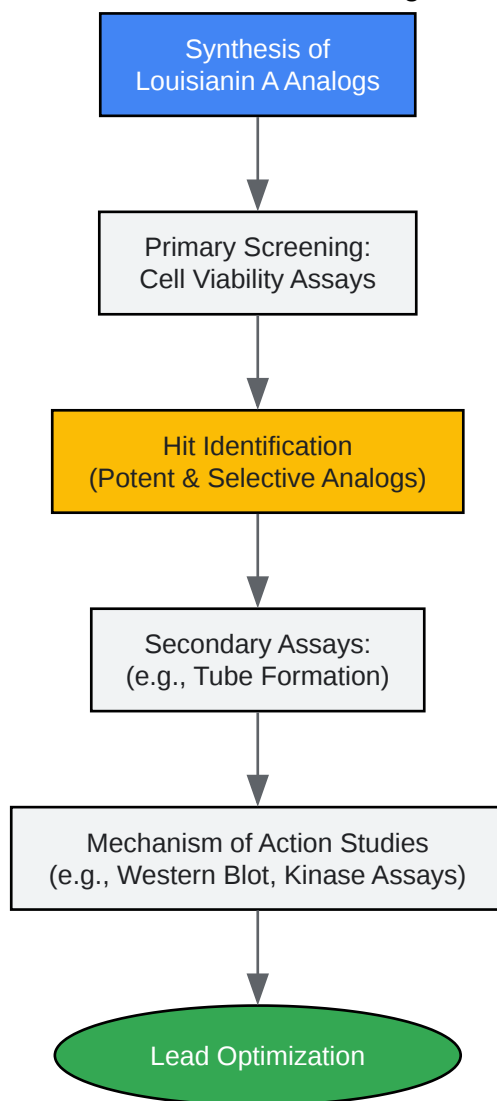 Synthesis of
Louisianin A Analogs
Primary Screening:
Cell Viability Assays
Hit Identification
(Potent & Selective Analogs)
Secondary Assays:
(e.g., Tube Formation)
Mechanism of Action Studies
(e.g., Western Blot, Kinase Assays)
Lead Optimization